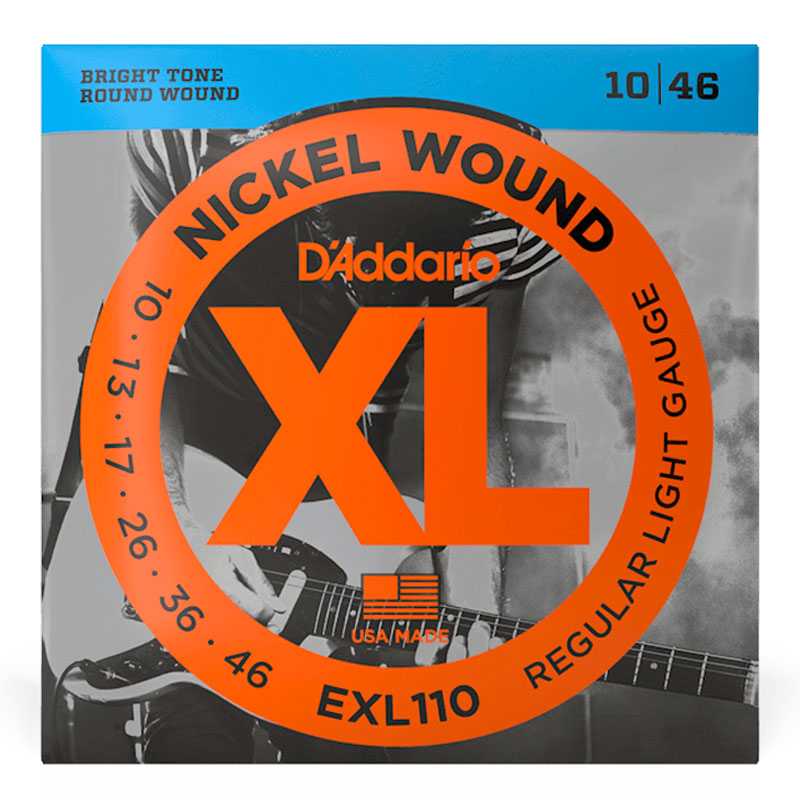 BRIGHT TONE
ROUND WOUND
10|46
NICKEL WOUND
D'Addario
XL
10 · 13 · 17 · 26 · 36 · 46
REGULAR LIGHT GAUGE
USA MADE
EXL110